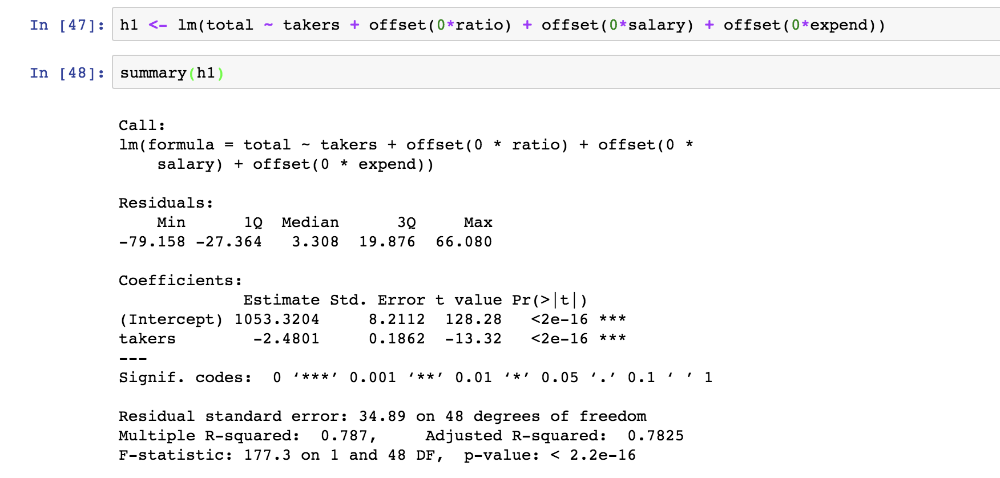 In [47]: h1 <- lm(total ~ takers + offset(0*ratio) + offset(0*salary) + offset(0*expend))
In [48]: summary(h1)
Call:
lm(formula = total ~ takers + offset(0 * ratio) + offset(0 *
    salary) + offset(0 * expend))
Residuals:
    Min      1Q  Median      3Q     Max
-79.158 -27.364   3.308  19.876  66.080
Coefficients:
             Estimate Std. Error t value Pr(>|t|)
(Intercept) 1053.3204     8.2112  128.28   <2e-16 ***
takers        -2.4801     0.1862  -13.32   <2e-16 ***
---
Signif. codes:  0 ‘***’ 0.001 ‘**’ 0.01 ‘*’ 0.05 ‘.’ 0.1 ‘ ’ 1
Residual standard error: 34.89 on 48 degrees of freedom
Multiple R-squared:  0.787,     Adjusted R-squared:  0.7825
F-statistic: 177.3 on 1 and 48 DF,  p-value: < 2.2e-16